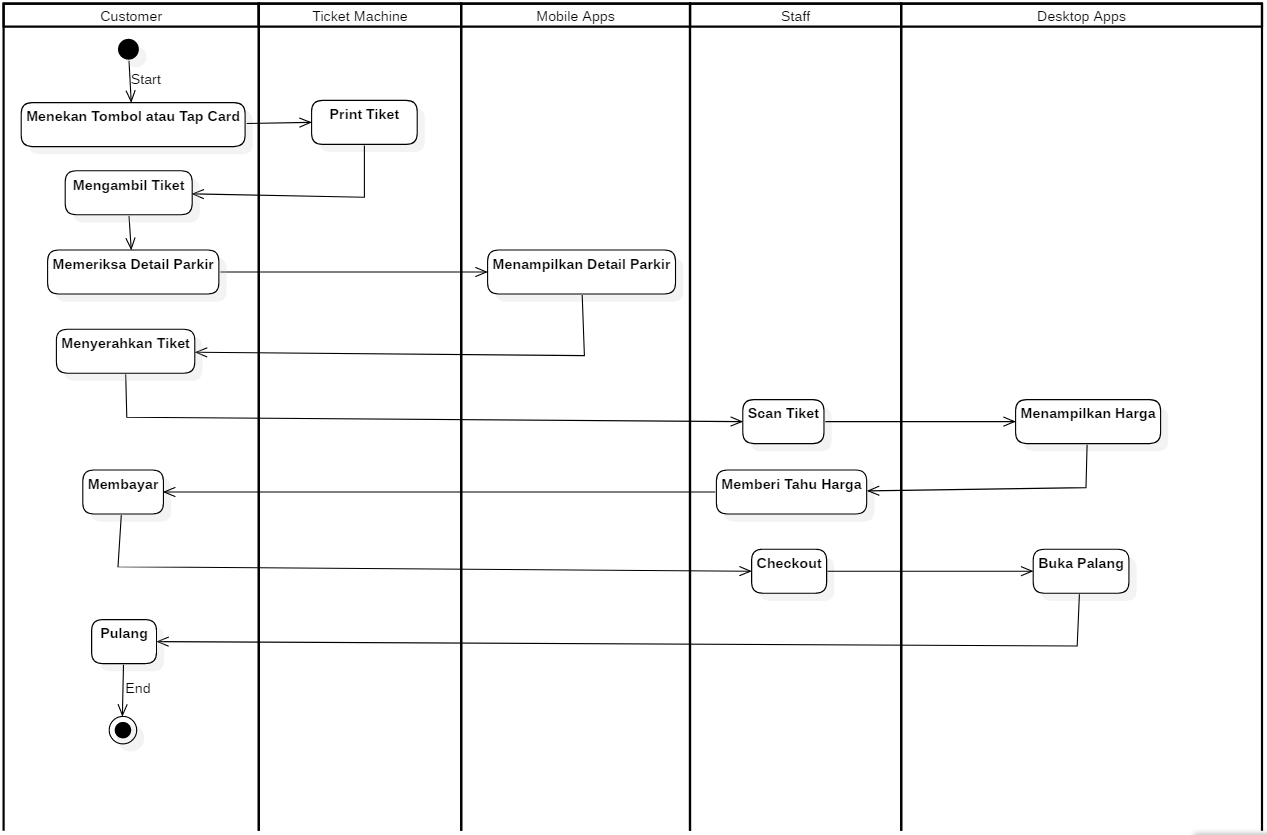 Customer
Ticket Machine
Mobile Apps
Staff
Desktop Apps
Start
Menekan Tombol atau Tap Card
Print Tiket
Mengambil Tiket
Memeriksa Detail Parkir
Menampilkan Detail Parkir
Menyerahkan Tiket
Scan Tiket
Menampilkan Harga
Membayar
Memberi Tahu Harga
Checkout
Buka Palang
Pulang
End